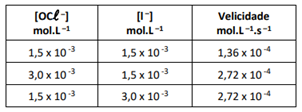 [OCℓ⁻] [I⁻] Velocidade
mol.L⁻¹ mol.L⁻¹ mol.L⁻¹.s⁻¹
1,5 x 10⁻³ 1,5 x 10⁻³ 1,36 x 10⁻⁴
3,0 x 10⁻³ 1,5 x 10⁻³ 2,72 x 10⁻⁴
1,5 x 10⁻³ 3,0 x 10⁻³ 2,72 x 10⁻⁴